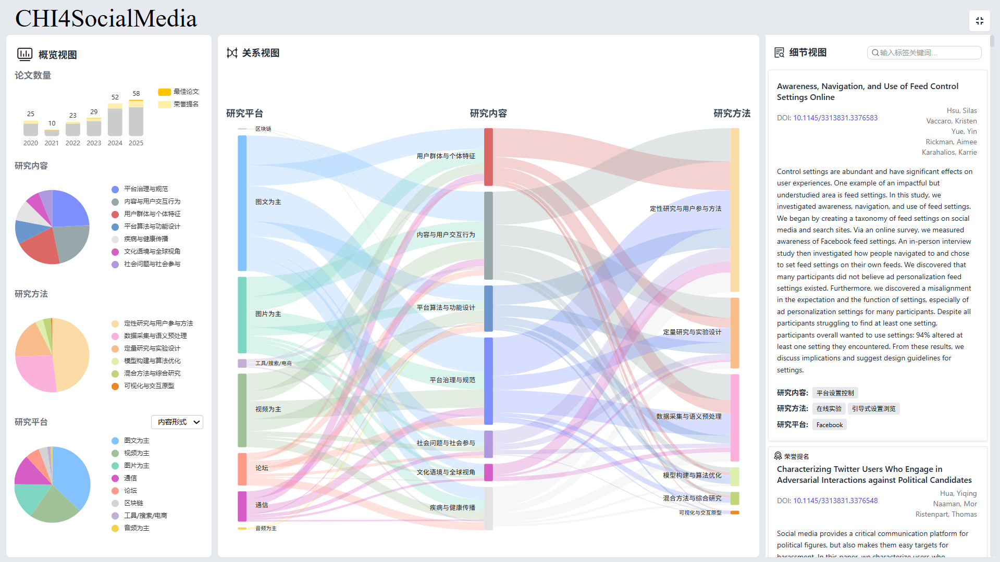 CHI4SocialMedia
概览视图
论文数量
最佳论文
荣誉提名
25
10
23
29
52
58
2020
2021
2022
2023
2024
2025
研究内容
平台治理与规范
内容与用户交互行为
用户群体与个体特征
平台算法与功能设计
疾病与健康传播
文化语境与全球视角
社会问题与社会参与
研究方法
定性研究与用户参与方法
数据采集与语义预处理
定量研究与实验设计
模型构建与算法优化
混合方法与综合研究
可视化与交互原型
研究平台
内容形式
图文为主
视频为主
图片为主
通信
论坛
区块链
工具/搜索/电商
音频为主
关系视图
研究平台
研究内容
研究方法
区块链
图文为主
图片为主
工具/搜索/电商
视频为主
论坛
通信
音频为主
用户群体与个体特征
内容与用户交互行为
平台算法与功能设计
平台治理与规范
社会问题与社会参与
文化语境与全球视角
疾病与健康传播
定性研究与用户参与方法
定量研究与实验设计
数据采集与语义预处理
模型构建与算法优化
混合方法与综合研究
可视化与交互原型
细节视图
输入标签关键词...
Awareness, Navigation, and Use of Feed Control
Settings Online
DOI: 10.1145/3313831.3376583
Hsu, Silas
Vaccaro, Kristen
Yue, Yin
Rickman, Aimee
Karahalios, Karrie
Control settings are abundant and have significant effects on
user experiences. One example of an impactful but
understudied area is feed settings. In this study, we
investigated awareness, navigation, and use of feed settings.
We began by creating a taxonomy of feed settings on social
media and search sites. Via an online survey, we measured
awareness of Facebook feed settings. An in-person interview
study then investigated how people navigated to and chose
to set feed settings on their own feeds. We discovered that
many participants did not believe ad personalization feed
settings existed. Furthermore, we discovered a misalignment
in the expectation and the function of settings, especially of
ad personalization settings for many participants. Despite all
participants struggling to find at least one setting,
participants overall wanted to use settings: 94% altered at
least one setting they encountered. From these results, we
discuss implications and suggest design guidelines for
settings.
研究内容: 平台设置控制
研究方法: 在线实验 引导式设置浏览
研究平台: Facebook
荣誉提名
Characterizing Twitter Users Who Engage in
Adversarial Interactions against Political Candidates
DOI: 10.1145/3313831.3376548
Hua, Yiqing
Naaman, Mor
Ristenpart, Thomas
Social media provides a critical communication platform for
political figures, but also makes them easy targets for
harassment. In this paper, we characterize users who